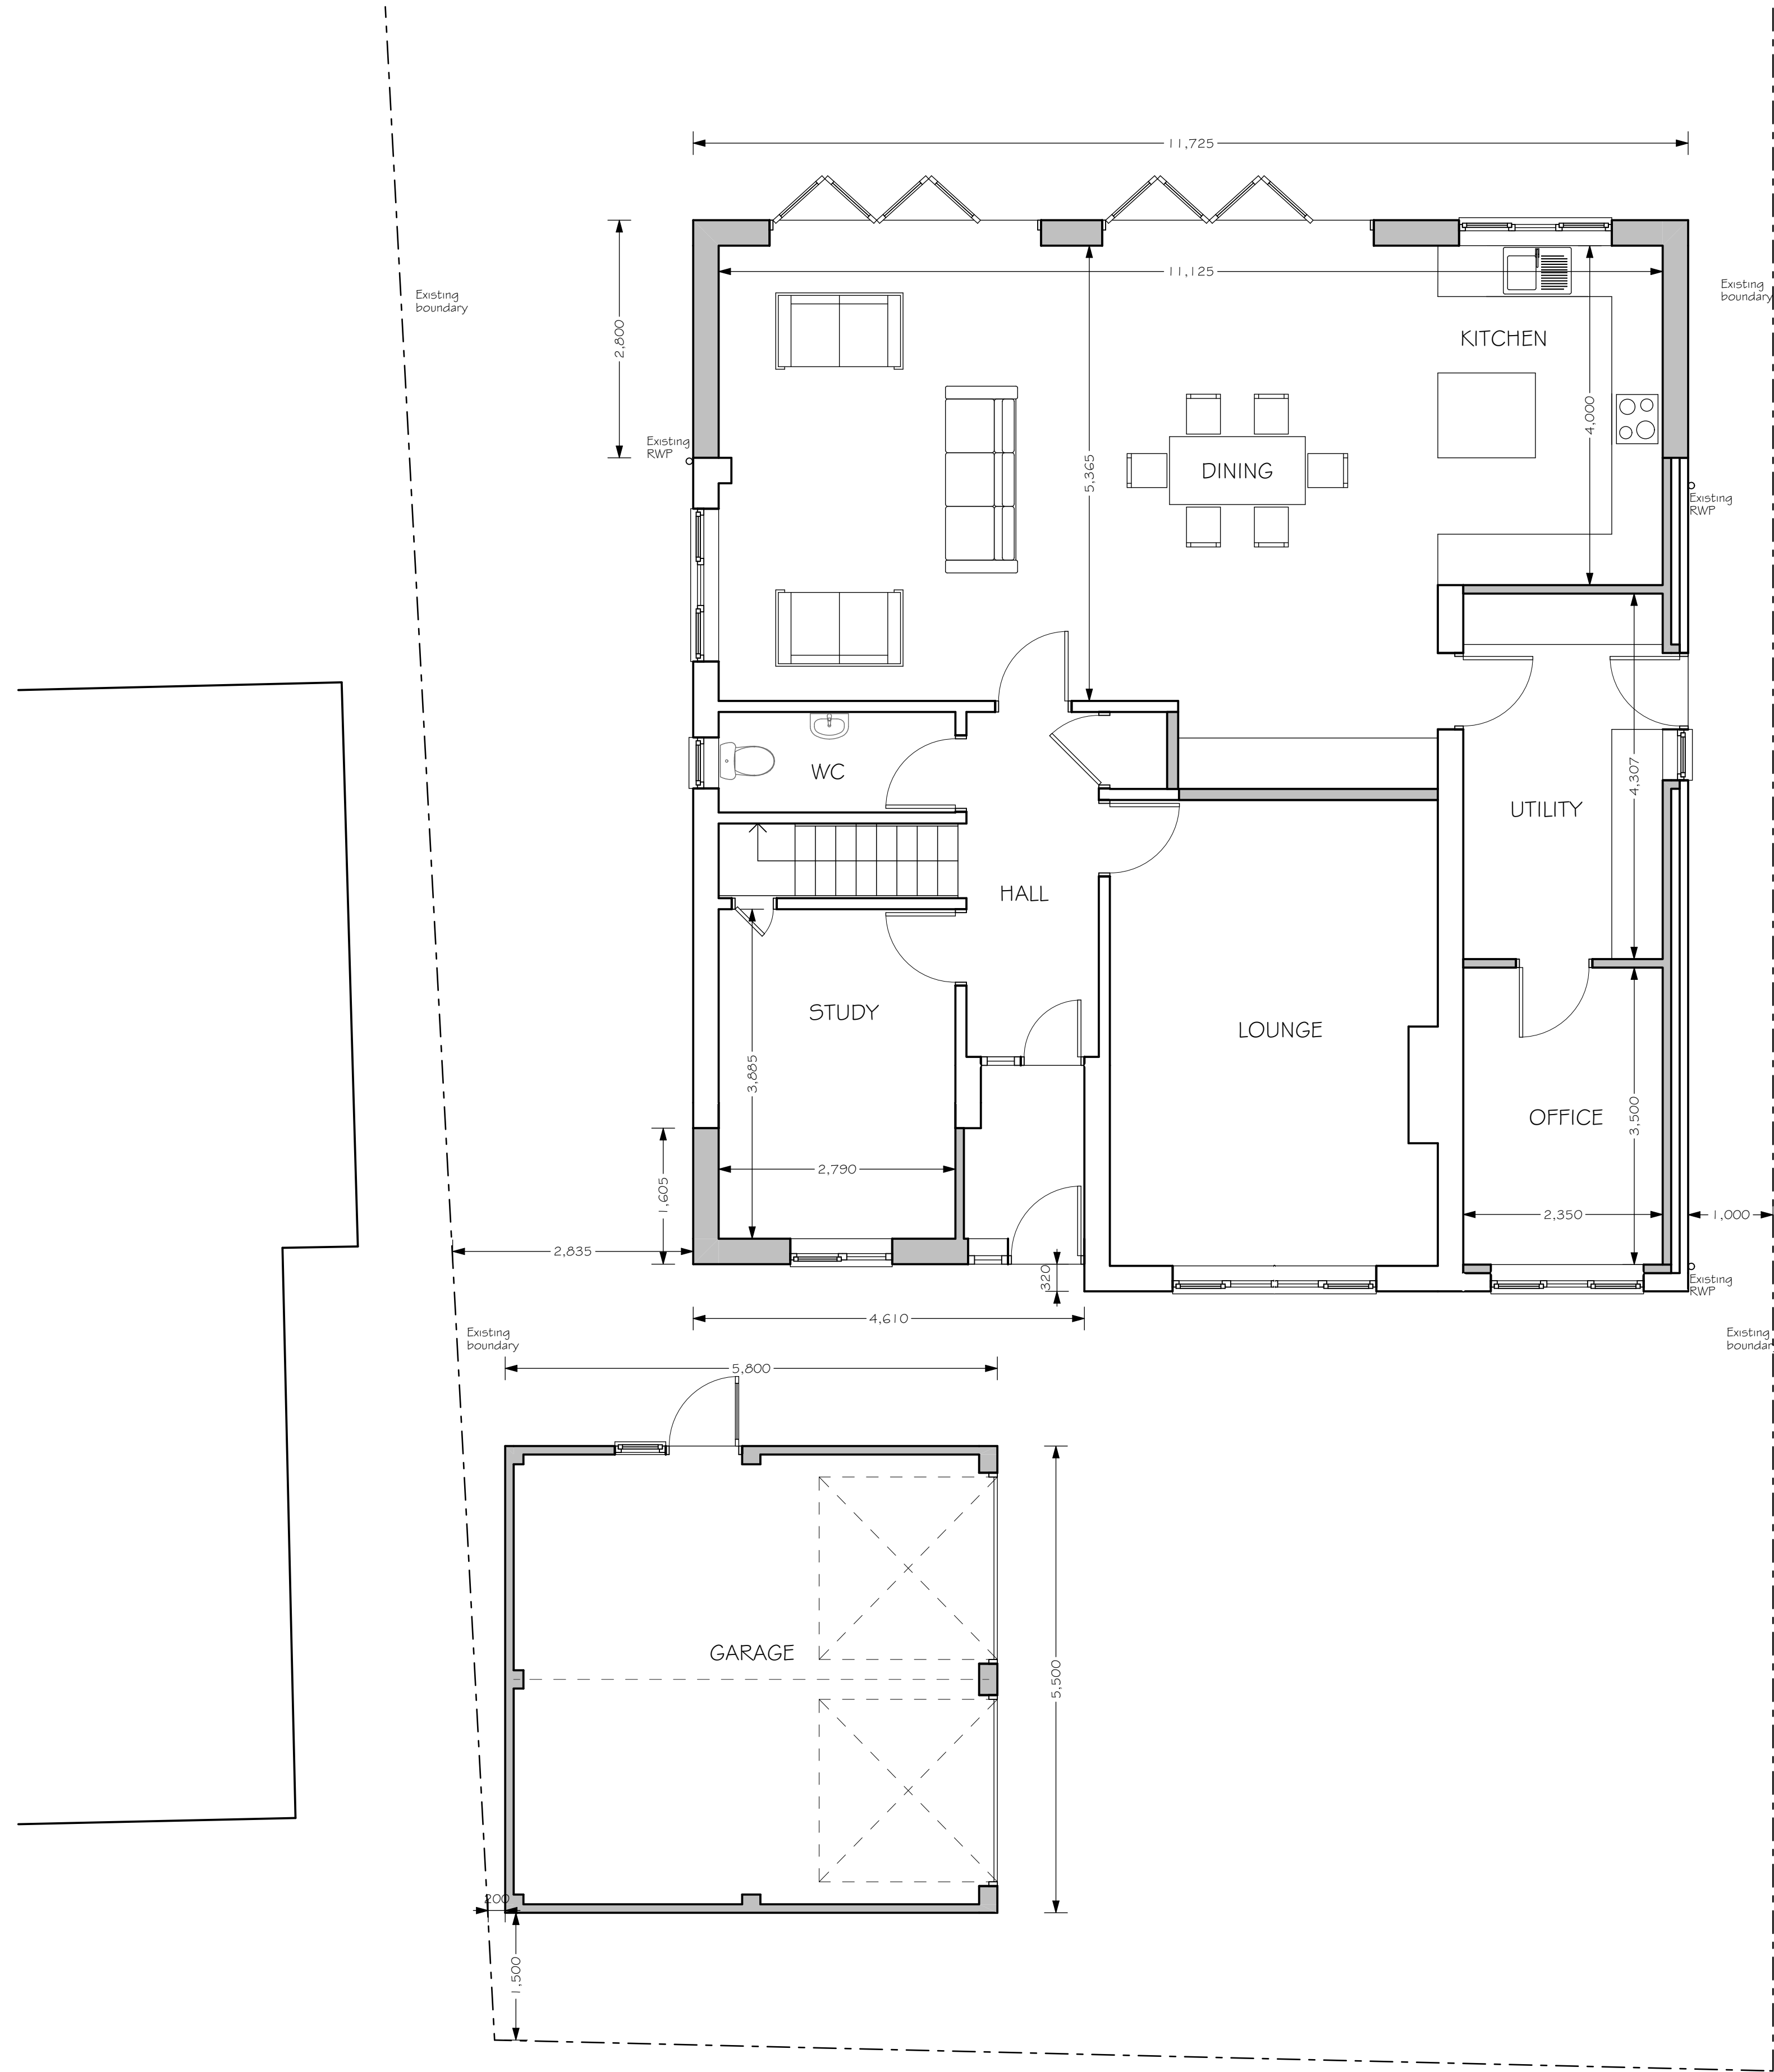 11,725
11,125
Existing
boundary
Existing
boundary
2,800
KITCHEN
4,000
Existing
RWP
5,365
DINING
Existing
RWP
WC
4,307
UTILITY
HALL
STUDY
LOUNGE
3,885
OFFICE
3,500
2,790
1,605
2,350
1,000
2,835
320
Existing
RWP
4,610
Existing
boundary
Existing
boundar
5,800
GARAGE
5,500
200
1,500